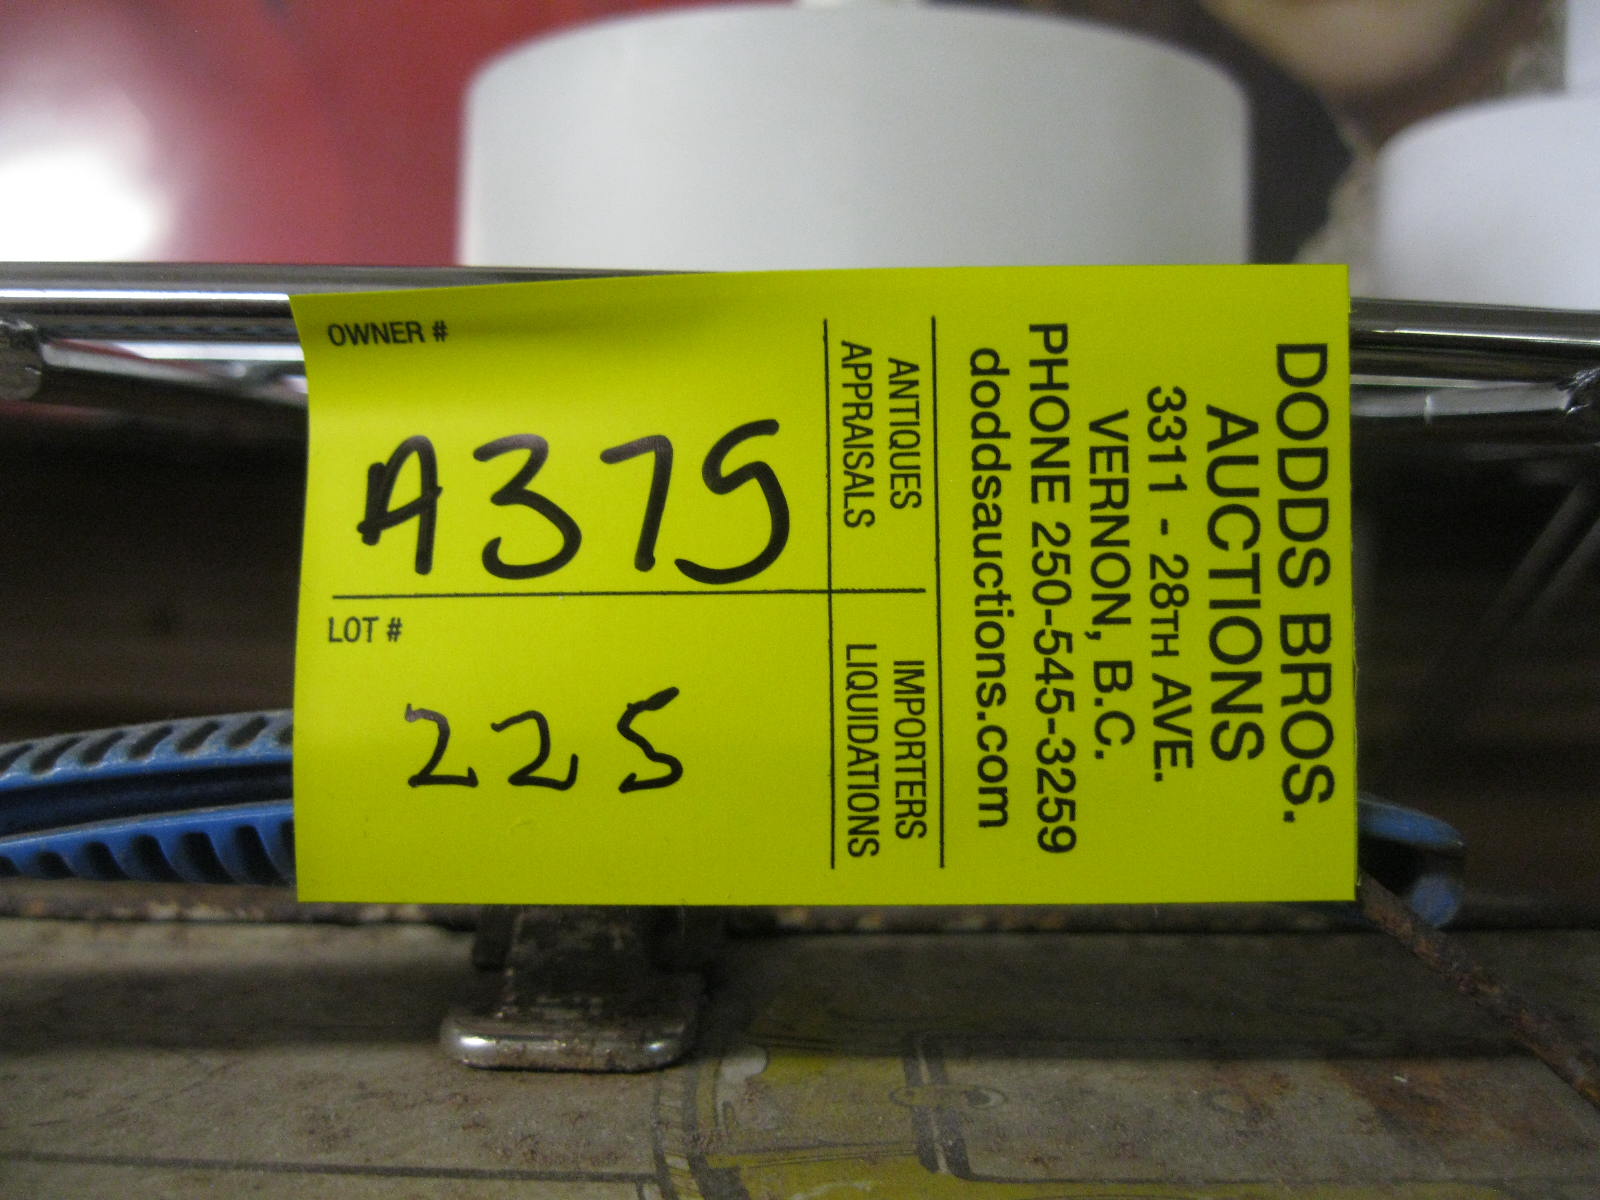 OWNER #
A375
LOT #
225
DODDS BROS.
AUCTIONS
3311 - 28TH AVE.
VERNON, B.C.
PHONE 250-545-3259
doddsauctions.com
ANTIQUES
APPRAISALS
IMPORTERS
LIQUIDATIONS